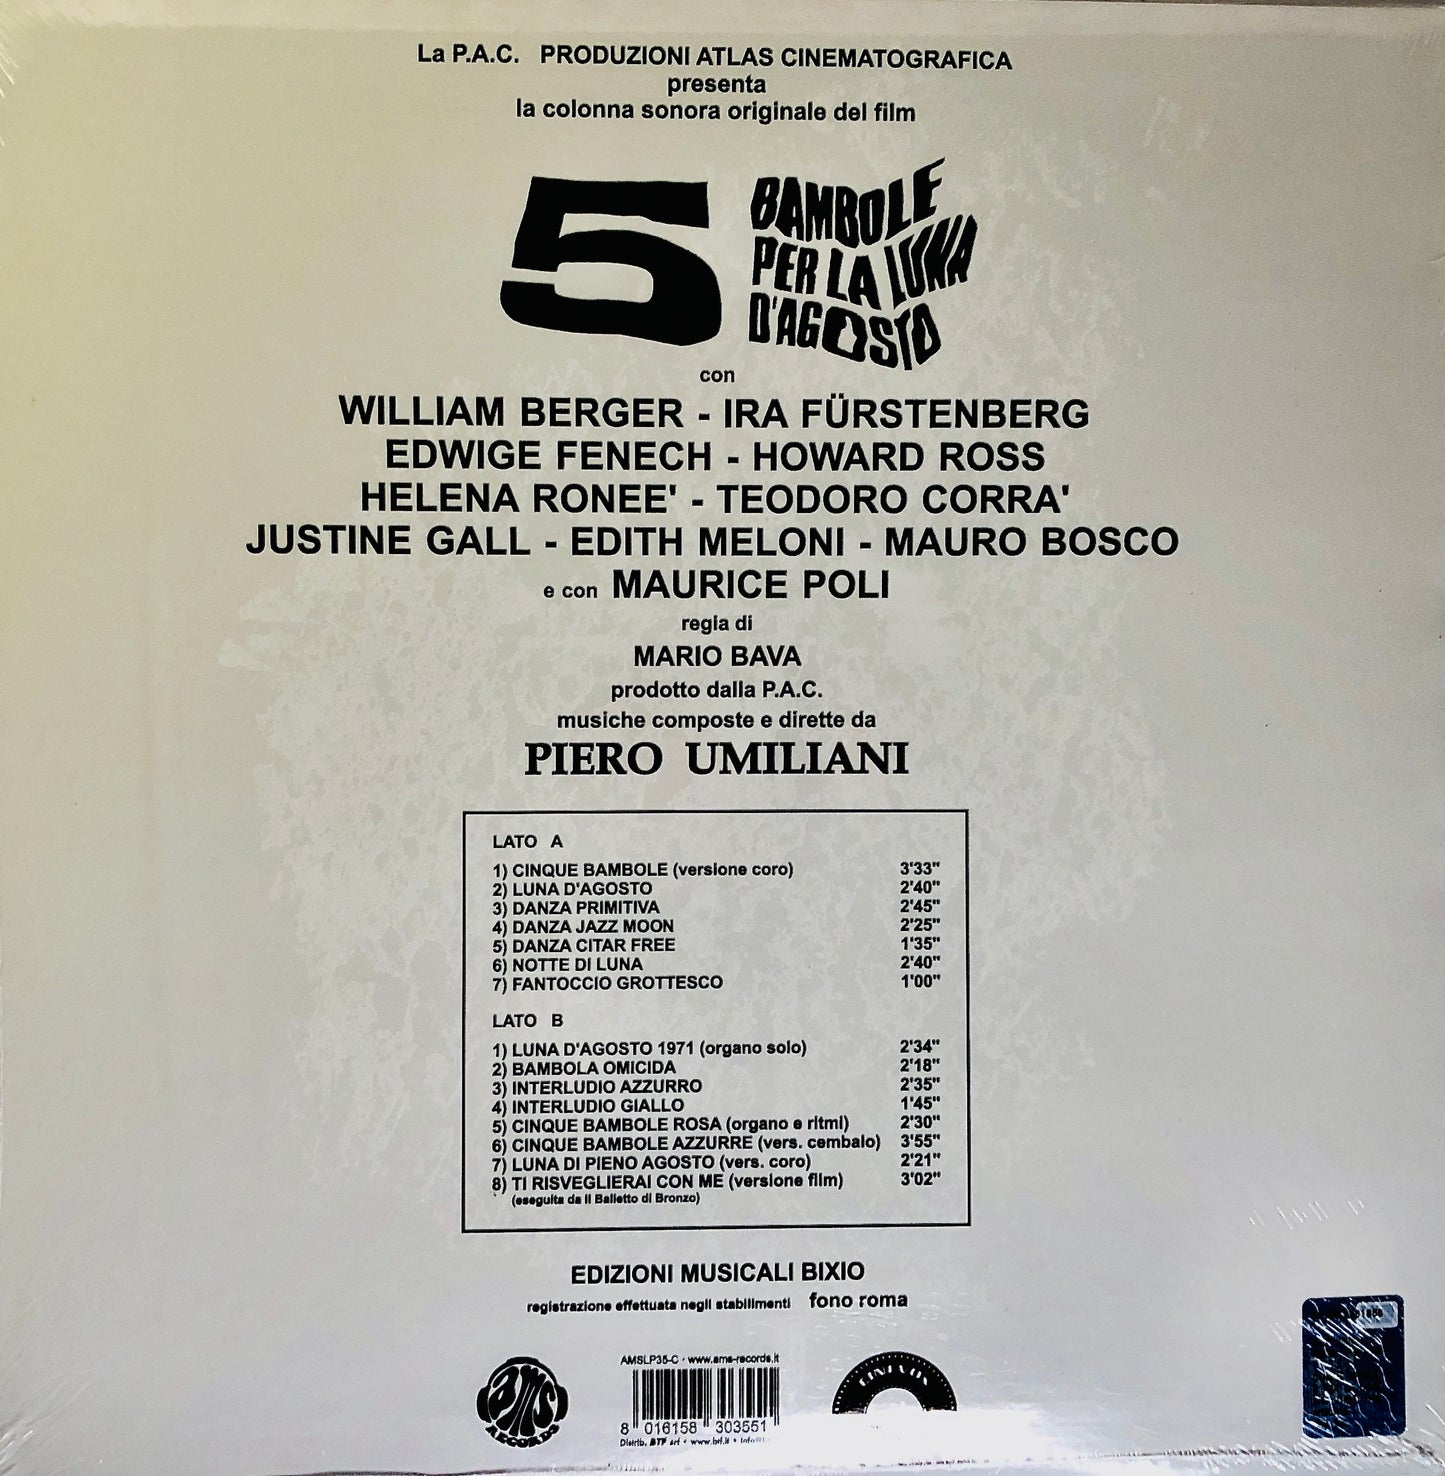 La P.A.C. PRODUZIONI ATLAS CINEMATOGRAFICA
presenta
la colonna sonora originale del film
5 BAMBOLE
PER LA LUNA
D'AGOSTO
con
WILLIAM BERGER - IRA FÜRSTENBERG
EDWIGE FENECH - HOWARD ROSS
HELENA RONEE' - TEODORO CORRA'
JUSTINE GALL - EDITH MELONI - MAURO BOSCO
e con MAURICE POLI
regia di
MARIO BAVA
prodotto dalla P.A.C.
musiche composte e dirette da
PIERO UMILIANI
LATO A
1) CINQUE BAMBOLE (versione coro) 3'33"
2) LUNA D'AGOSTO 2'40"
3) DANZA PRIMITIVA 2'45"
4) DANZA JAZZ MOON 2'25"
5) DANZA CITAR FREE 1'35"
6) NOTTE DI LUNA 2'40"
7) FANTOCCIO GROTTESCO 1'00"
LATO B
1) LUNA D'AGOSTO 1971 (organo solo) 2'34"
2) BAMBOLA OMICIDA 2'18"
3) INTERLUDIO AZZURRO 2'35"
4) INTERLUDIO GIALLO 1'45"
5) CINQUE BAMBOLE ROSA (organo e ritmi) 2'30"
6) CINQUE BAMBOLE AZZURRE (vers. cembalo) 3'55"
7) LUNA DI PIENO AGOSTO (vers. coro) 2'21"
8) TI RISVEGLIERAI CON ME (versione film) 3'02"
(eseguita da il Balletto di Bronzo)
EDIZIONI MUSICALI BIXIO
registrazione effettuata negli stabilimenti fono roma
AMS
RECORDS
AMSLP35-C · www.ams-records.it
8 016158 303551
Distrib. BTF srl • www.btf.it •
CINEVOX